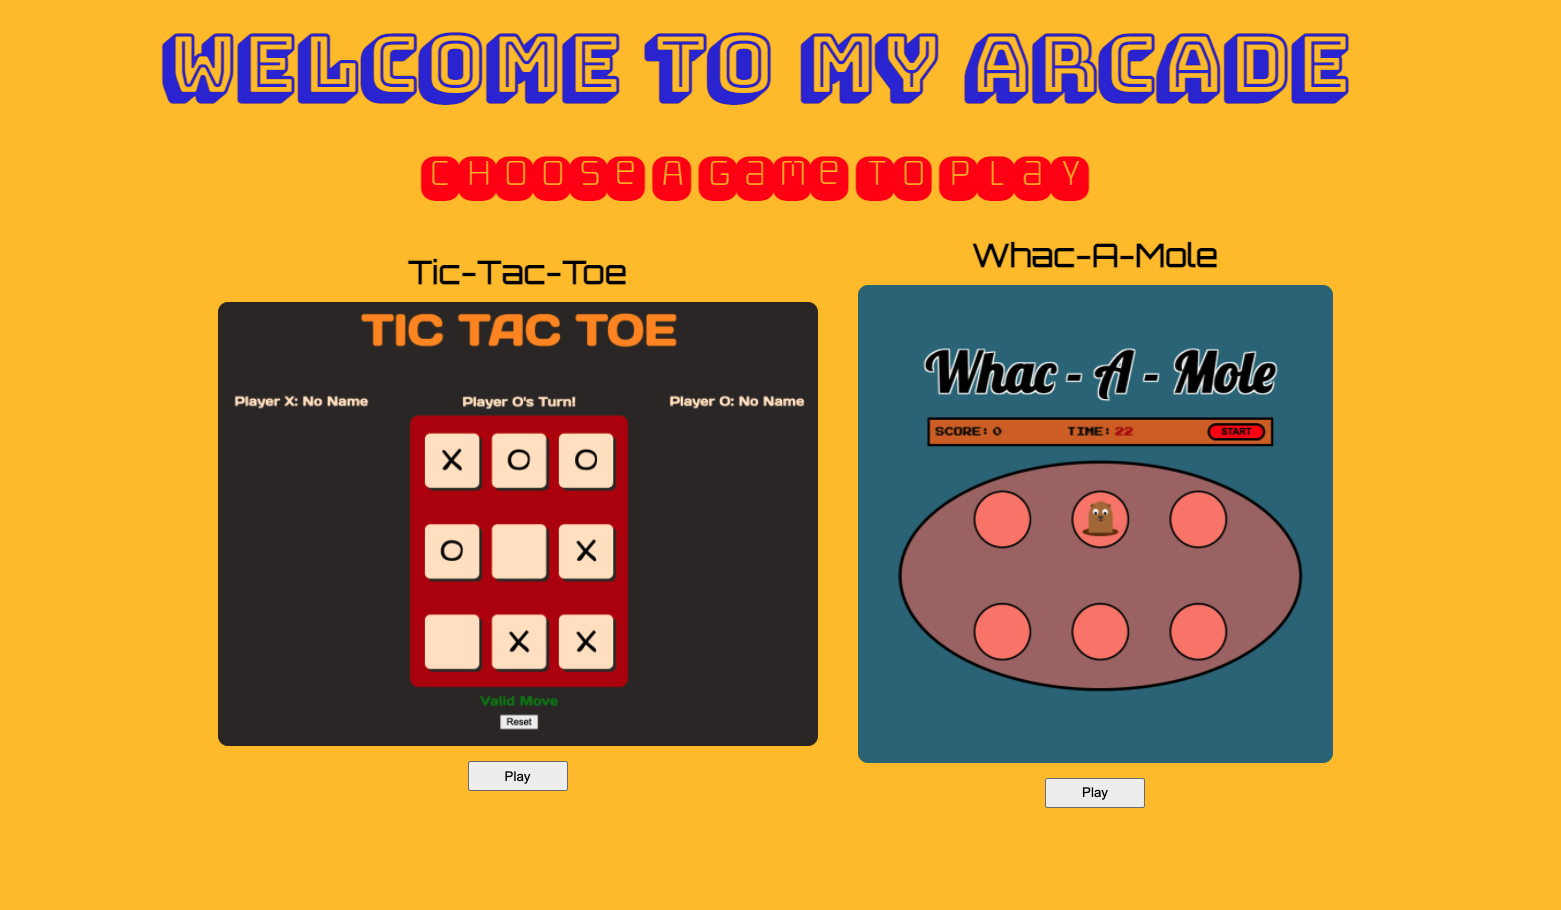 WELCOME TO MY ARCADE
CHOOSe A GaMe TO PLaY
Tic-Tac-Toe
TIC TAC TOE
Player X: No Name Player O's Turn! Player O: No Name
X O O
O X
X X
Valid Move
Reset
Play
Whac-A-Mole
Whac - A - Mole
SCORE: 0 TIME: 22 START
Play